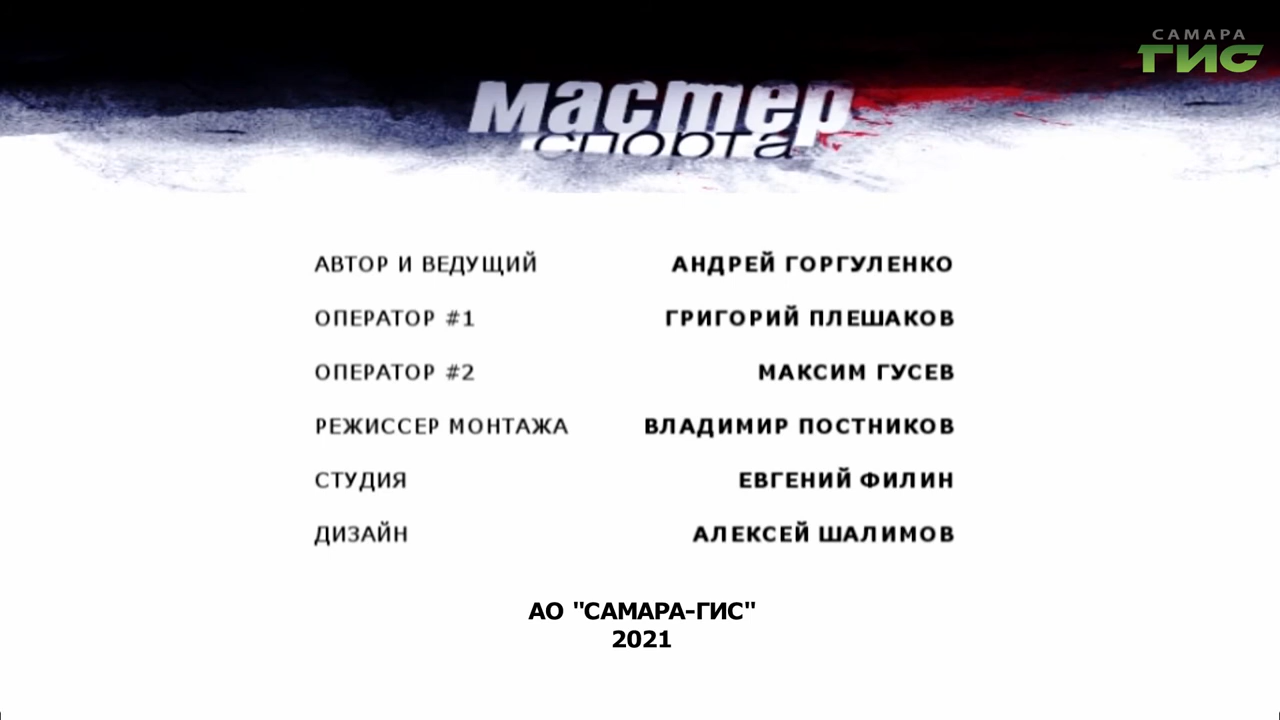 САМАРА
ГИС
мастер
спорта
АВТОР И ВЕДУЩИЙ АНДРЕЙ ГОРГУЛЕНКО
ОПЕРАТОР #1 ГРИГОРИЙ ПЛЕШАКОВ
ОПЕРАТОР #2 МАКСИМ ГУСЕВ
РЕЖИССЕР МОНТАЖА ВЛАДИМИР ПОСТНИКОВ
СТУДИЯ ЕВГЕНИЙ ФИЛИН
ДИЗАЙН АЛЕКСЕЙ ШАЛИМОВ
АО "САМАРА-ГИС"
2021